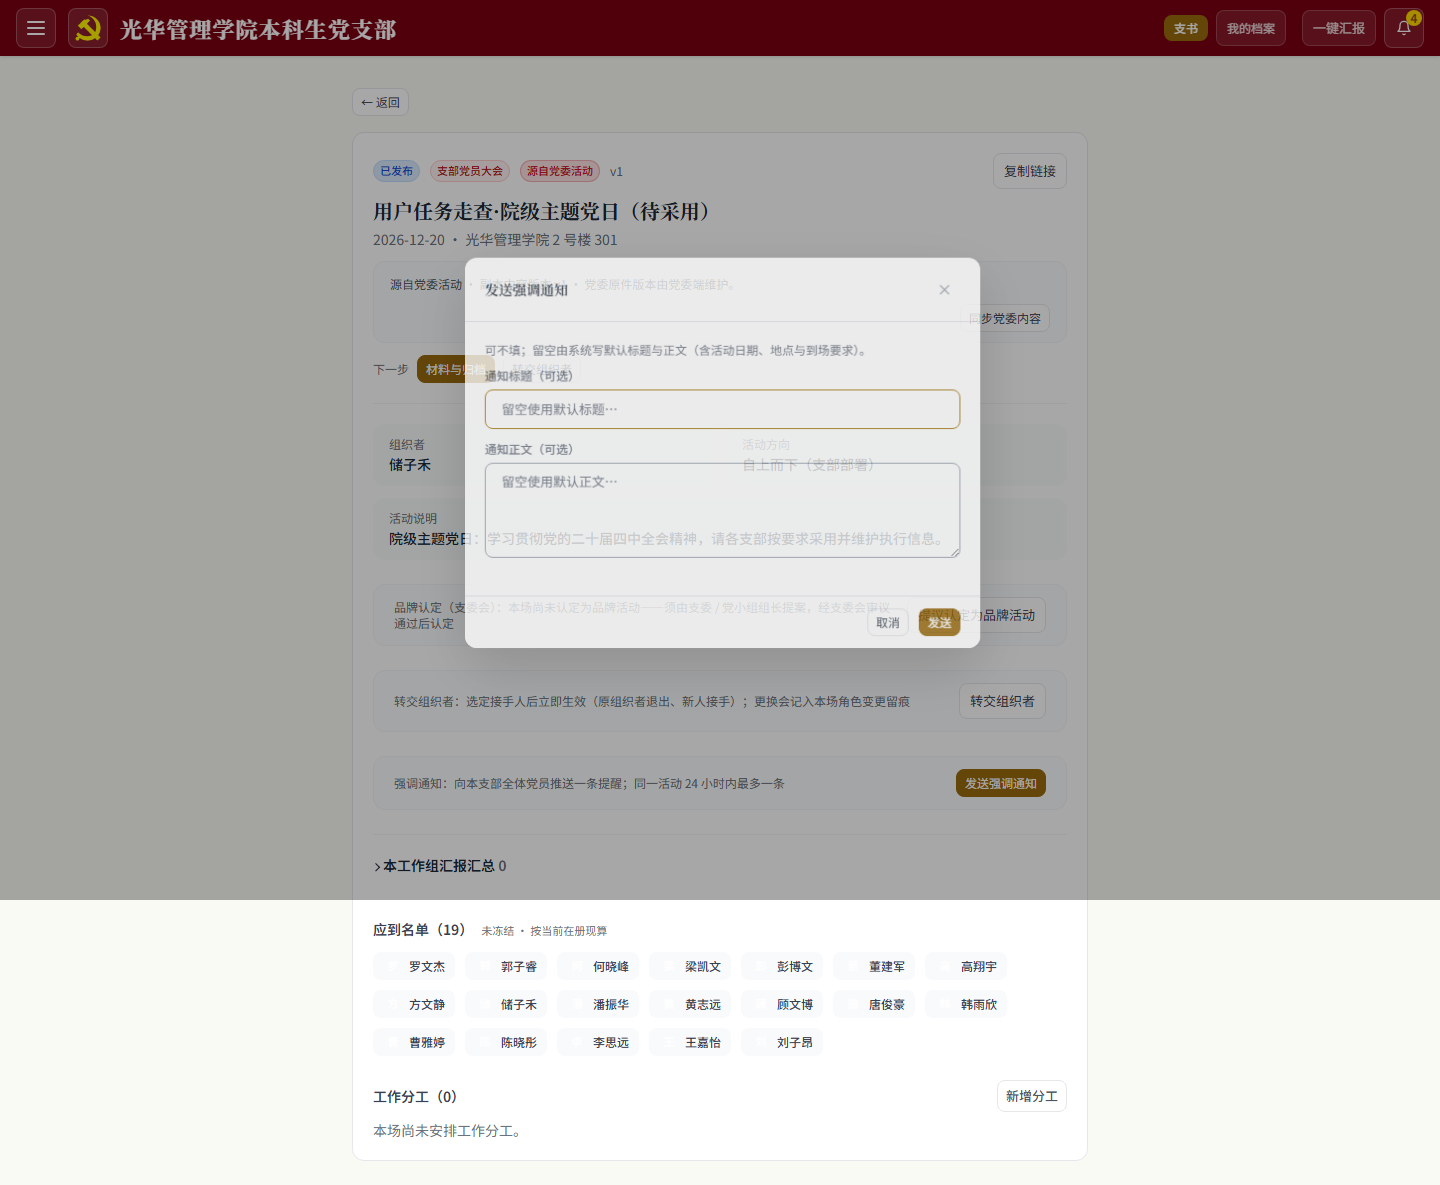 光华管理学院本科生党支部
支书
我的档案
一键汇报
4
← 返回
已发布
支部党员大会
源自党委活动
v1
复制链接
用户任务走查·院级主题党日（待采用）
2026-12-20 · 光华管理学院 2 号楼 301
源自党委活动 ·
· 党委原件版本由党委端维护。
同步党委内容
发送强调通知
可不填；留空由系统写默认标题与正文（含活动日期、地点与到场要求）。
下一步
材料与归档
转交组织者
通知标题（可选）
留空使用默认标题…
组织者
储子禾
活动方向
自上而下（支部部署）
通知正文（可选）
留空使用默认正文…
活动说明
院级主题党日：学习贯彻党的二十届四中全会精神，请各支部按要求采用并维护执行信息。
品牌认定（支委会）：本场尚未认定为品牌活动——须由支委 / 党小组组长提案，经支委会审议
通过后认定
提议认定为品牌活动
取消
发送
转交组织者：选定接手人后立即生效（原组织者退出、新人接手）；更换会记入本场角色变更留痕
转交组织者
强调通知：向本支部全体党员推送一条提醒；同一活动 24 小时内最多一条
发送强调通知
本工作组汇报汇总 0
应到名单（19）
未冻结 · 按当前在册现算
罗文杰
郭子睿
何晓峰
梁凯文
彭博文
董建军
高翔宇
方文静
储子禾
潘振华
黄志远
顾文博
唐俊豪
韩雨欣
曹雅婷
陈晓彤
李思远
王嘉怡
刘子昂
工作分工（0）
新增分工
本场尚未安排工作分工。